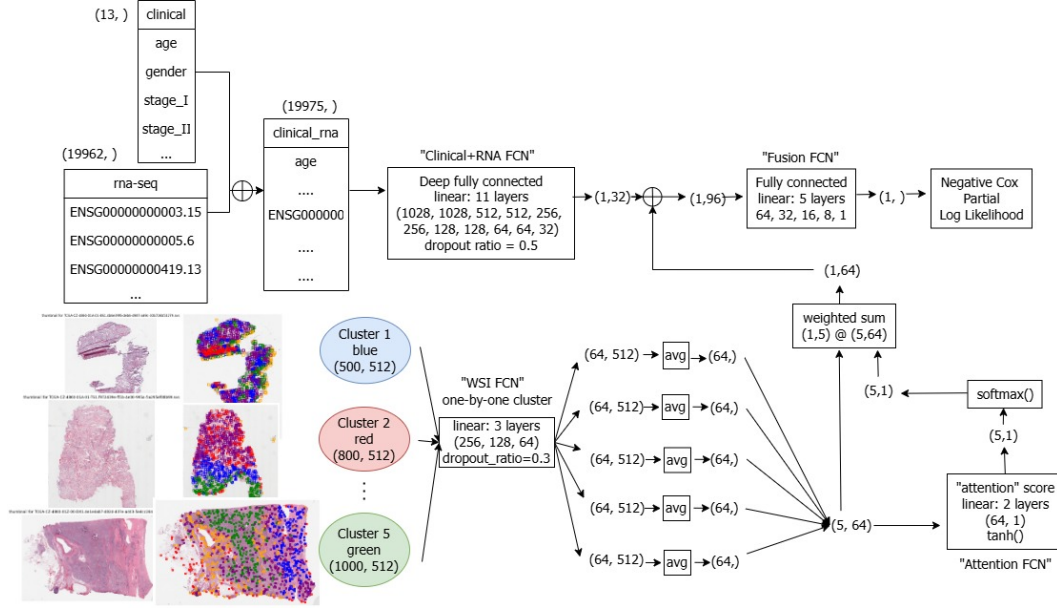 (13, )
clinical
age
gender
stage_I
stage_II
...
(19962, )
rna-seq
ENSG00000000003.15
ENSG00000000005.6
ENSG00000000419.13
...
(19975, )
clinical_rna
age
....
ENSG000000
....
....
"Clinical+RNA FCN"
Deep fully connected
linear: 11 layers
(1028, 1028, 512, 512, 256,
256, 128, 128, 64, 64, 32)
dropout ratio = 0.5
(1,32)
(1,96)
"Fusion FCN"
Fully connected
linear: 5 layers
64, 32, 16, 8, 1
(1, )
Negative Cox
Partial
Log Likelihood
(1,64)
weighted sum
(1,5) @ (5,64)
(5,1)
softmax()
(5,1)
"attention" score
linear: 2 layers
(64, 1)
tanh()
"Attention FCN"
Cluster 1
blue
(500, 512)
Cluster 2
red
(800, 512)
Cluster 5
green
(1000, 512)
"WSI FCN"
one-by-one cluster
linear: 3 layers
(256, 128, 64)
dropout_ratio=0.3
(64, 512)
avg
(64,)
(64, 512)
avg
(64,)
(64, 512)
avg
(64,)
(64, 512)
avg
(64,)
(64, 512)
avg
(64,)
(5, 64)